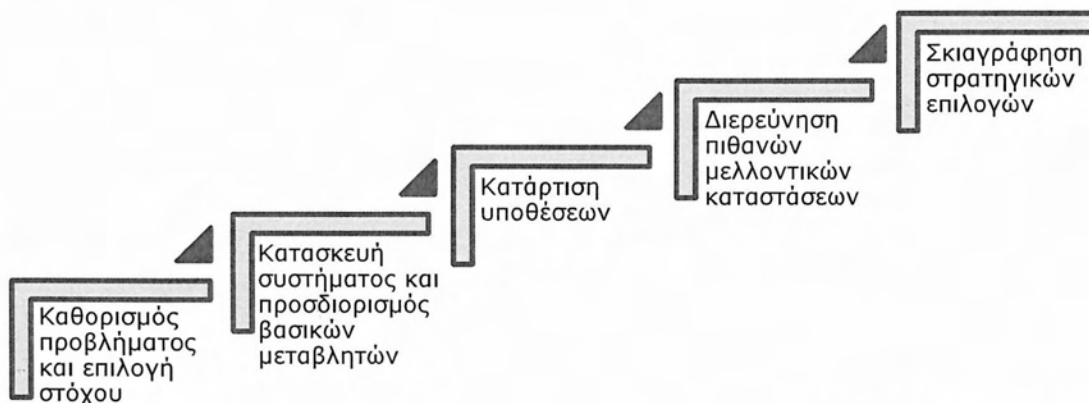 Καθορισμός
προβλήματος
και επιλογή
στόχου
Κατασκευή
συστήματος και
προσδιορισμός
βασικών
μεταβλητών
Κατάρτιση
υποθέσεων
Διερεύνηση
πιθανών
μελλοντικών
καταστάσεων
Σκιαγράφηση
στρατηγικών
επιλογών